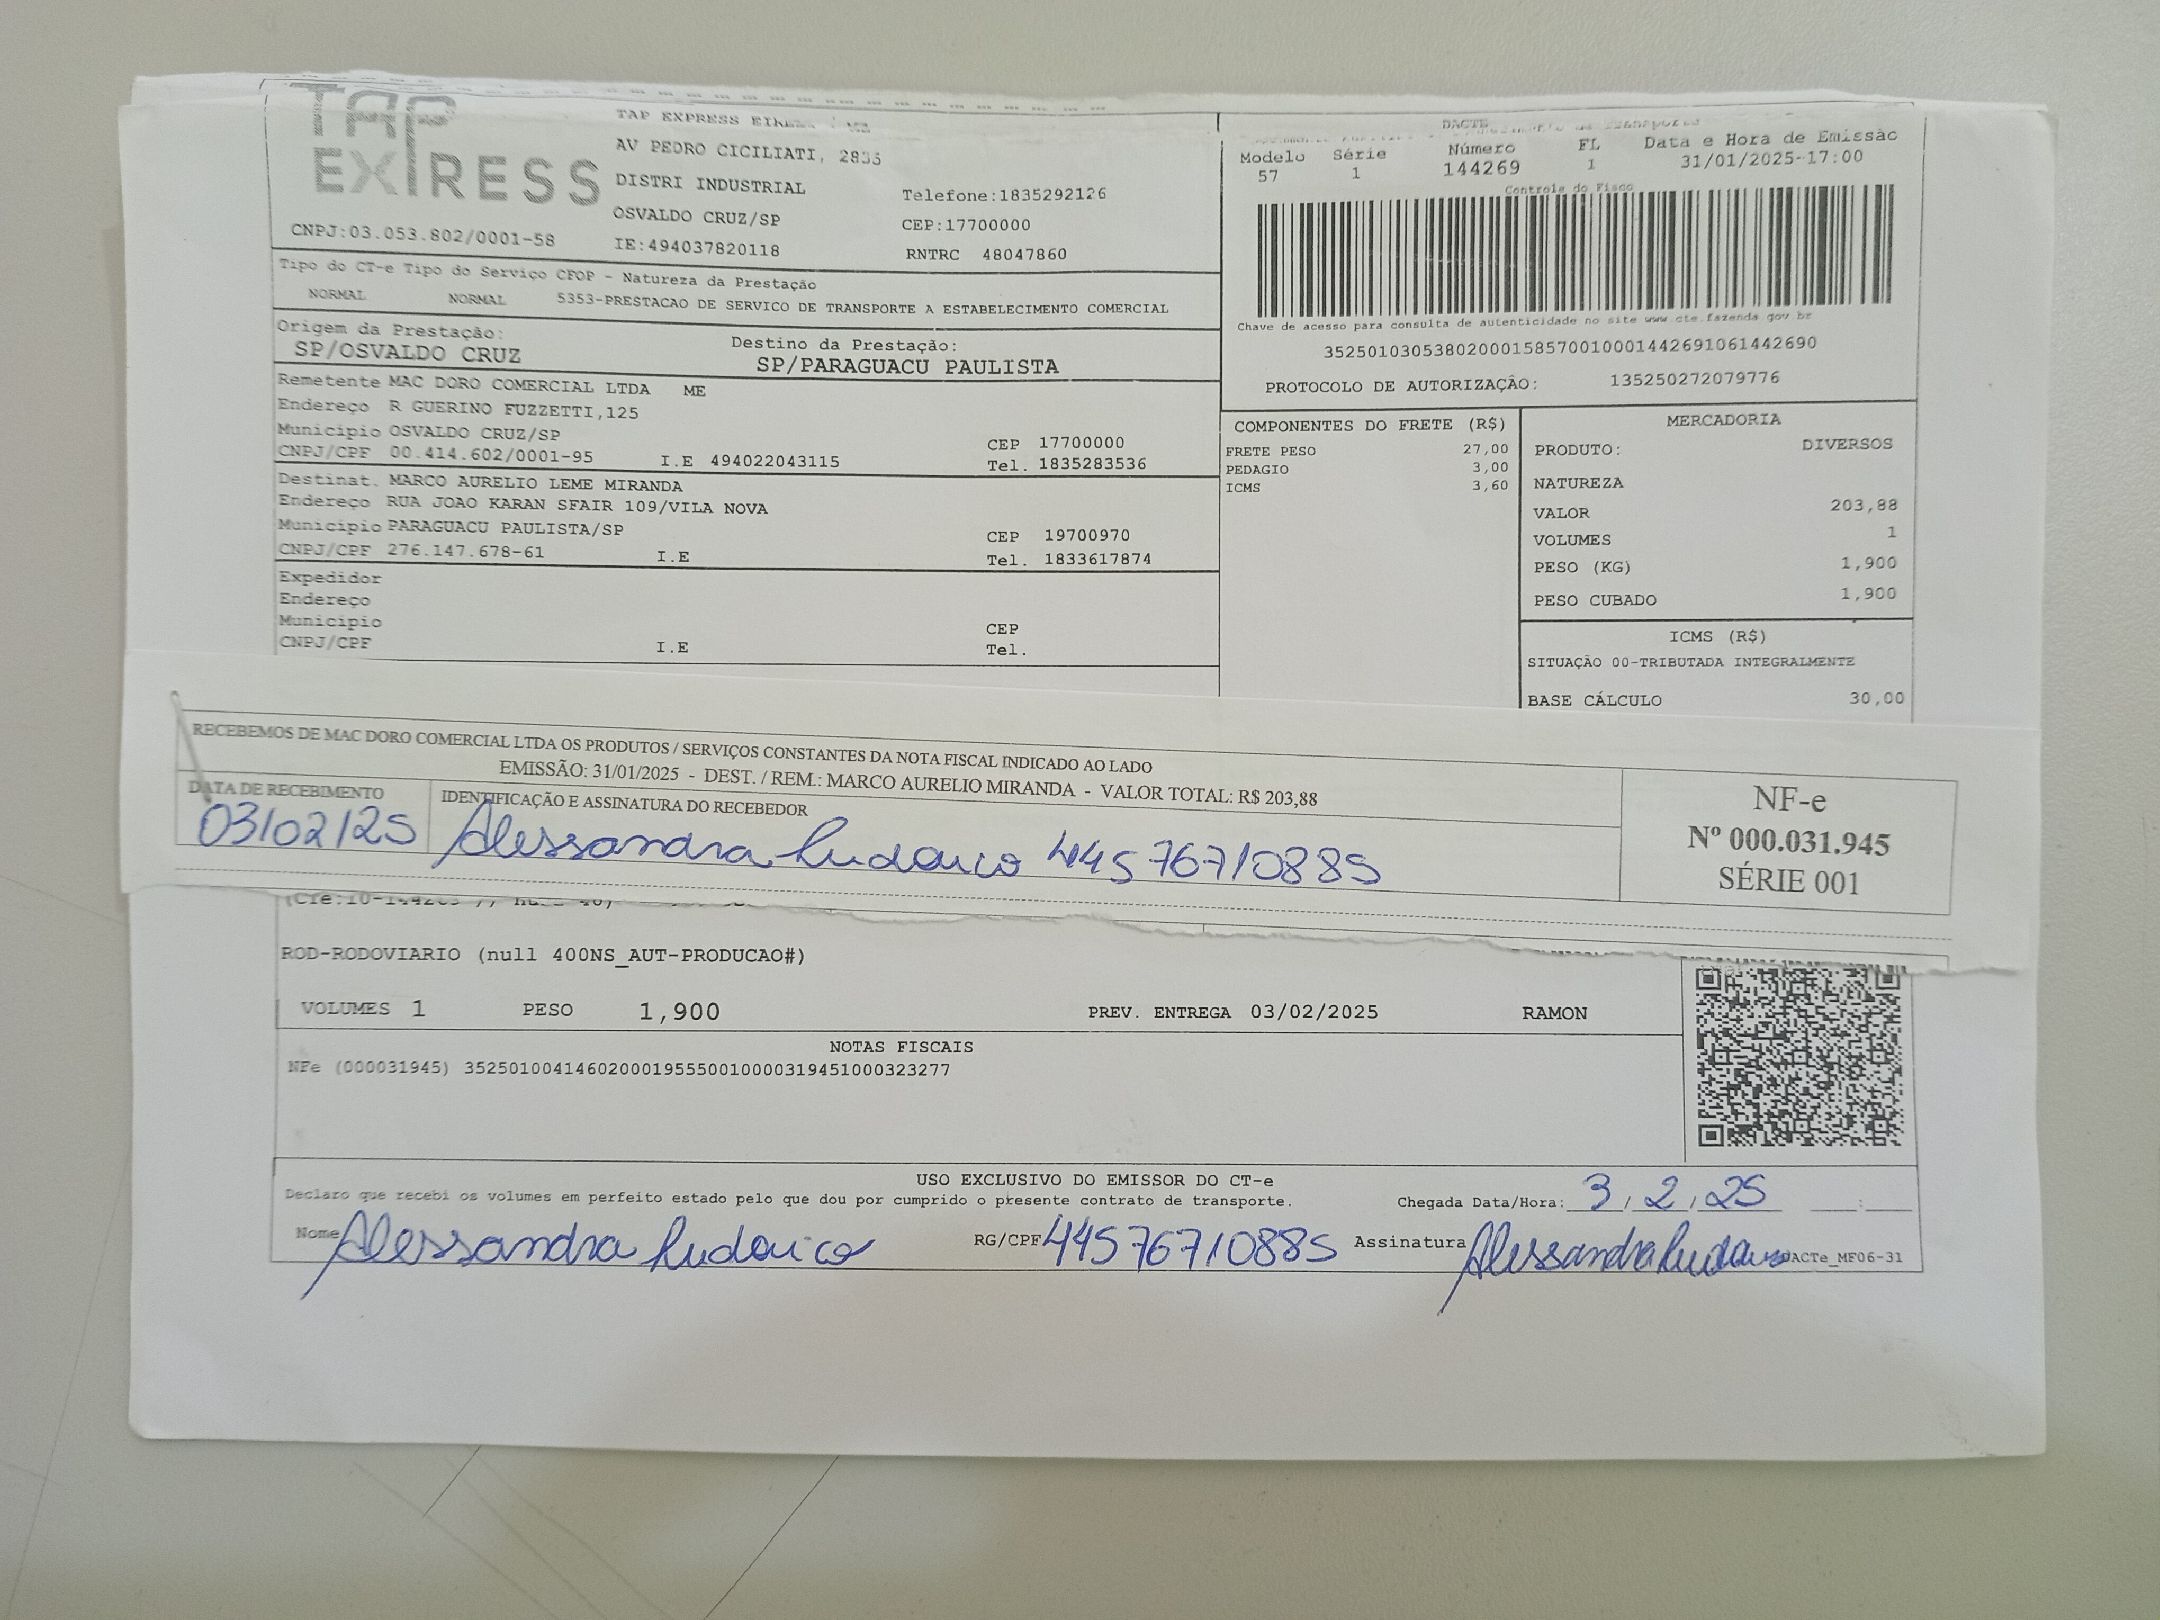 TAP
EXPRESS
TAP EXPRESS
AV PEDRO CICILIATI, 2835
DISTRI INDUSTRIAL
OSVALDO CRUZ/SP
IE:494037820118
Telefone:1835292126
CEP:17700000
RNTRC 48047860
CNPJ:03.053.802/0001-58
DACTE
Modelo Série Número FL Data e Hora de Emissão
57 1 144269 1 31/01/2025-17:00
Controle do Fisco
Chave de acesso para consulta de autenticidade no site www cte.fazenda gov br
35250103053802000158570010001442691061442690
PROTOCOLO DE AUTORIZAÇÃO: 135250272079776
Tipo do CT-e Tipo do Serviço CFOP - Natureza da Prestação
NORMAL NORMAL 5353-PRESTACAO DE SERVICO DE TRANSPORTE A ESTABELECIMENTO COMERCIAL
Origem da Prestação: Destino da Prestação:
SP/OSVALDO CRUZ SP/PARAGUACU PAULISTA
Remetente MAC DORO COMERCIAL LTDA ME
Endereço R GUERINO FUZZETTI,125
Município OSVALDO CRUZ/SP CEP 17700000
CNPJ/CPF 00.414.602/0001-95 I.E 494022043115 Tel. 1835283536
Destinat. MARCO AURELIO LEME MIRANDA
Endereço RUA JOAO KARAN SFAIR 109/VILA NOVA
Município PARAGUACU PAULISTA/SP CEP 19700970
CNPJ/CPF 276.147.678-61 I.E Tel. 1833617874
Expedidor
Endereço
Município CEP
CNPJ/CPF I.E Tel.
COMPONENTES DO FRETE (R$)
FRETE PESO 27,00
PEDAGIO 3,00
ICMS 3,60
MERCADORIA
PRODUTO: DIVERSOS
NATUREZA
VALOR 203,88
VOLUMES 1
PESO (KG) 1,900
PESO CUBADO 1,900
ICMS (R$)
SITUAÇÃO 00-TRIBUTADA INTEGRALMENTE
BASE CÁLCULO 30,00
RECEBEMOS DE MAC DORO COMERCIAL LTDA OS PRODUTOS / SERVIÇOS CONSTANTES DA NOTA FISCAL INDICADO AO LADO
EMISSÃO: 31/01/2025 - DEST. / REM.: MARCO AURELIO MIRANDA - VALOR TOTAL: R$ 203,88
DATA DE RECEBIMENTO IDENTIFICAÇÃO E ASSINATURA DO RECEBEDOR
03/02/25 Alessandra Ludovico 44576710885
NF-e
Nº 000.031.945
SÉRIE 001
ROD-RODOVIARIO (null 400NS_AUT-PRODUCAO#)
VOLUMES 1 PESO 1,900 PREV. ENTREGA 03/02/2025 RAMON
NOTAS FISCAIS
NFe (000031945) 35250100414602000195550010000319451000323277
USO EXCLUSIVO DO EMISSOR DO CT-e
Declaro que recebi os volumes em perfeito estado pelo que dou por cumprido o presente contrato de transporte. Chegada Data/Hora: 3/2/25 :
Nome Alessandra Ludovico RG/CPF 44576710885 Assinatura Alessandra Ludovico DACTe_MF06-31